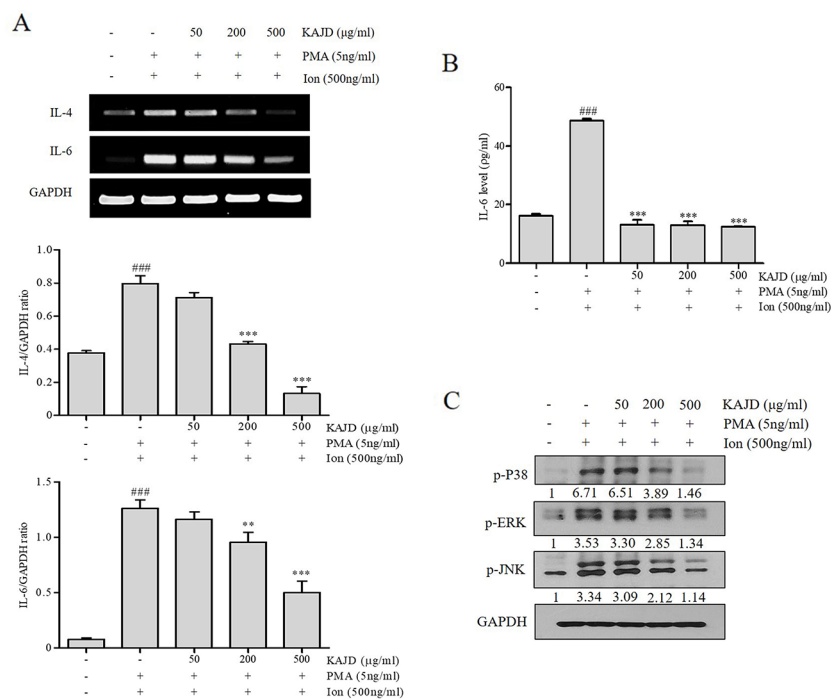 A
50 200 500 KAJD (μg/ml)
- - + + + PMA (5ng/ml)
- + + + + Ion (500ng/ml)
IL-4
IL-6
GAPDH
1.0
0.8
0.6
0.4
0.2
0
IL-4/GAPDH ratio
###
***
***
- - 50 200 500 KAJD (μg/ml)
- + + + + PMA (5ng/ml)
- + + + + Ion (500ng/ml)
1.5
1.0
0.5
0.0
IL-6/GAPDH ratio
###
**
***
- - 50 200 500 KAJD (μg/ml)
- + + + + PMA (5ng/ml)
- + + + + Ion (500ng/ml)
B
60
40
20
0
IL-6 level (ρg/ml)
###
*** *** ***
- - 50 200 500 KAJD (μg/ml)
- + + + + PMA (5ng/ml)
- + + + + Ion (500ng/ml)
C
- - 50 200 500 KAJD (μg/ml)
- + + + + PMA (5ng/ml)
- + + + + Ion (500ng/ml)
p-P38
1 6.71 6.51 3.89 1.46
p-ERK
1 3.53 3.30 2.85 1.34
p-JNK
1 3.34 3.09 2.12 1.14
GAPDH